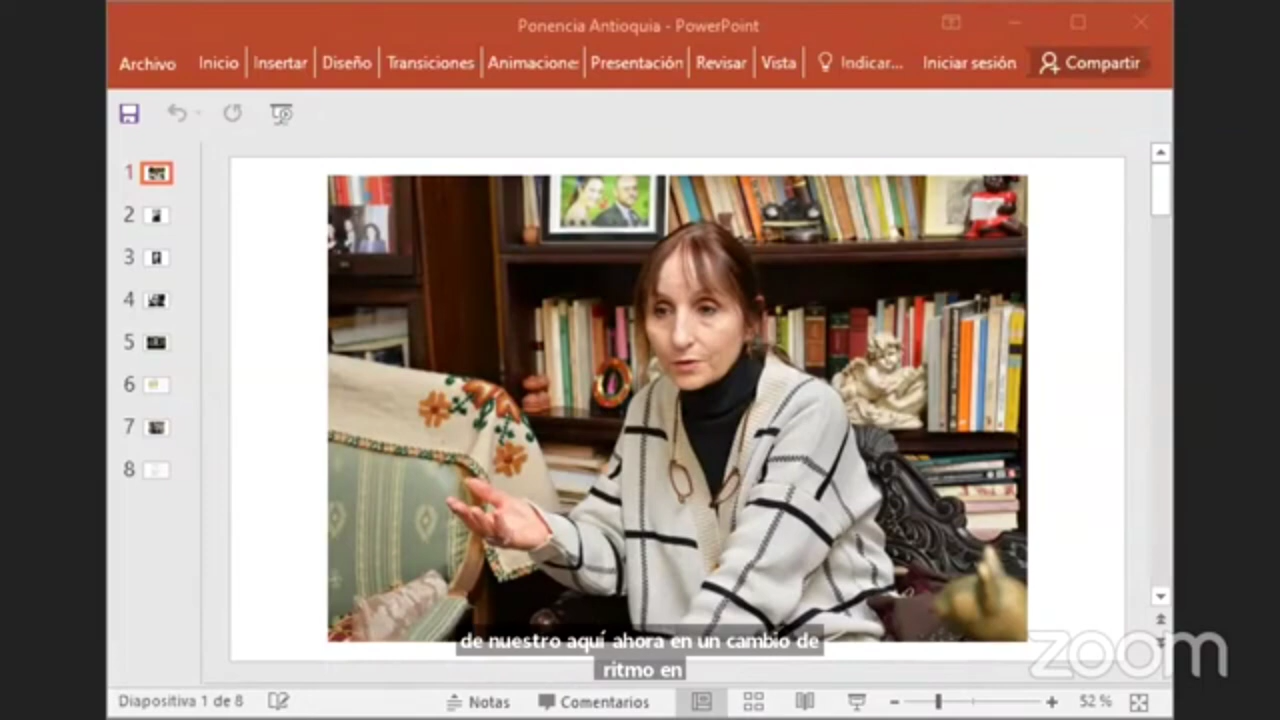 Ponencia Antioquia - PowerPoint
Archivo Inicio Insertar Diseño Transiciones Animacione Presentación Revisar Vista Indicar... Iniciar sesión Compartir
1
2
3
4
5
6
7
8
de nuestro aquí ahora en un cambio de
ritmo en
zoom
Diapositiva 1 de 8 Notas Comentarios 52 %